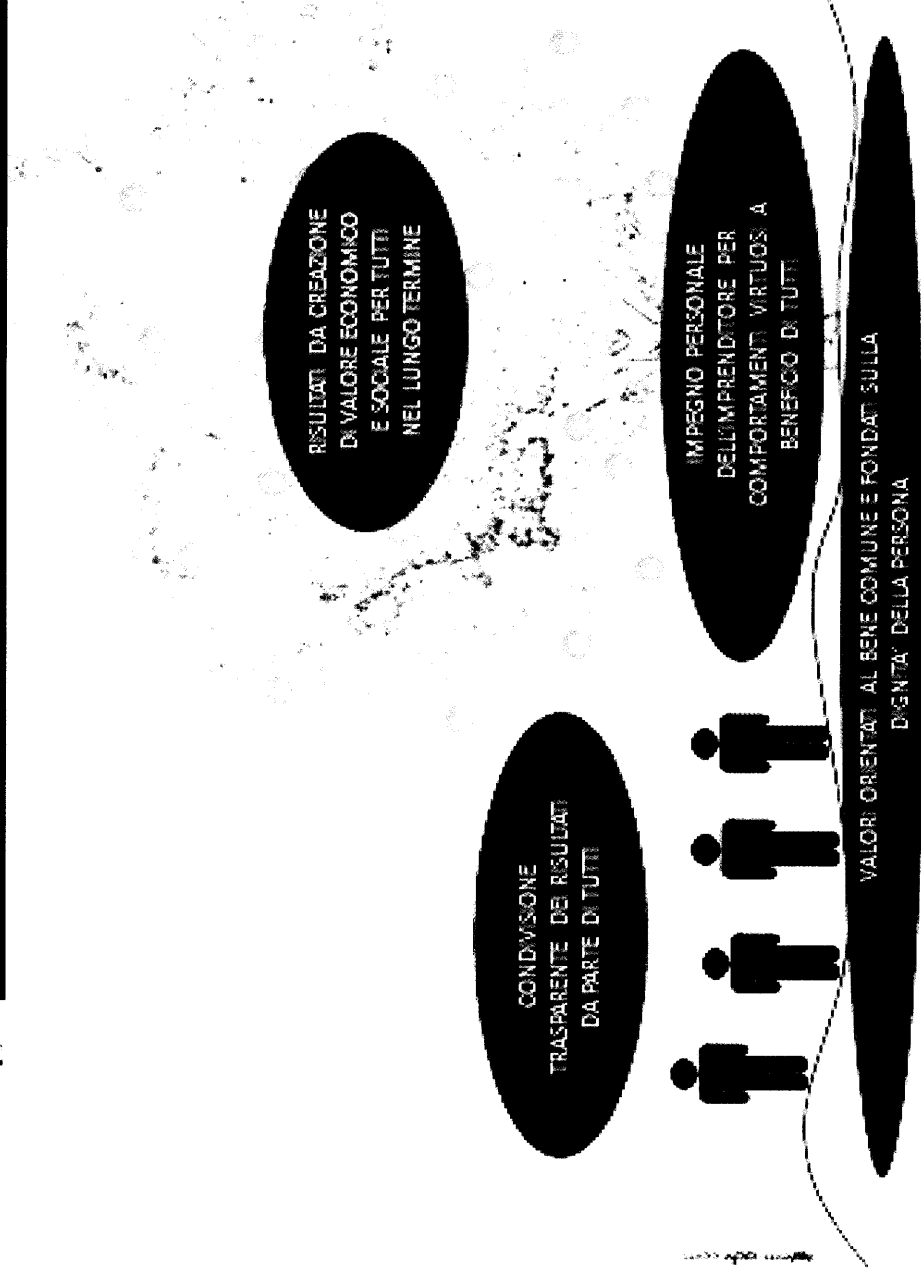 RISULTATI DA CREAZIONE
DI VALORE ECONOMICO
E SOCIALE PER TUTTI
NEL LUNGO TERMINE
CONDIVISIONE
TRASPARENTE DEI RISULTATI
DA PARTE DI TUTTI
IMPEGNO PERSONALE
DELL'IMPRENDITORE PER
COMPORTAMENTI VIRTUOSI A
BENEFICIO DI TUTTI
VALORI ORIENTATI AL BENE COMUNE E FONDATI SULLA
DIGNITA' DELLA PERSONA